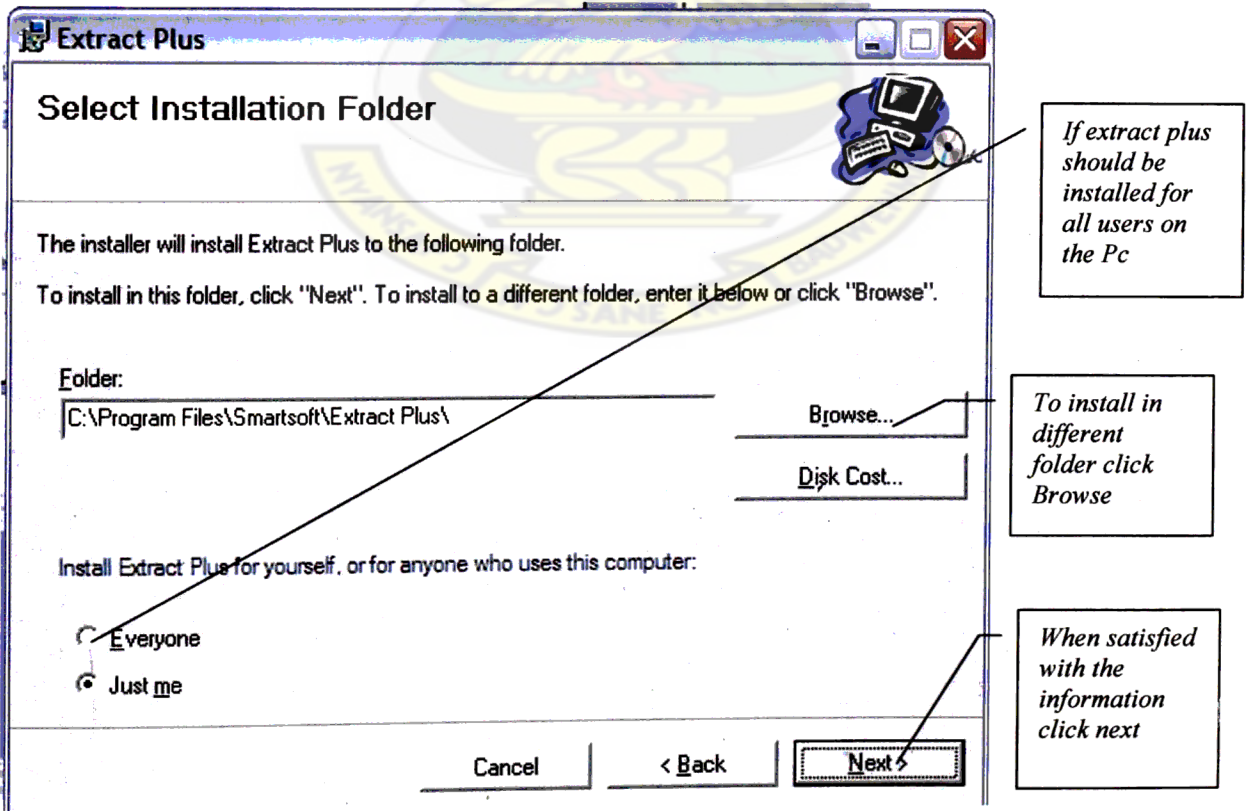 Extract Plus
Select Installation Folder
The installer will install Extract Plus to the following folder.
To install in this folder, click "Next". To install to a different folder, enter it below or click "Browse".
Folder:
C:\Program Files\Smartsoft\Extract Plus\
Browse...
Disk Cost...
Install Extract Plus for yourself, or for anyone who uses this computer:
Everyone
Just me
Cancel
< Back
Next >
If extract plus
should be
installed for
all users on
the Pc
To install in
different
folder click
Browse
When satisfied
with the
information
click next
SANE